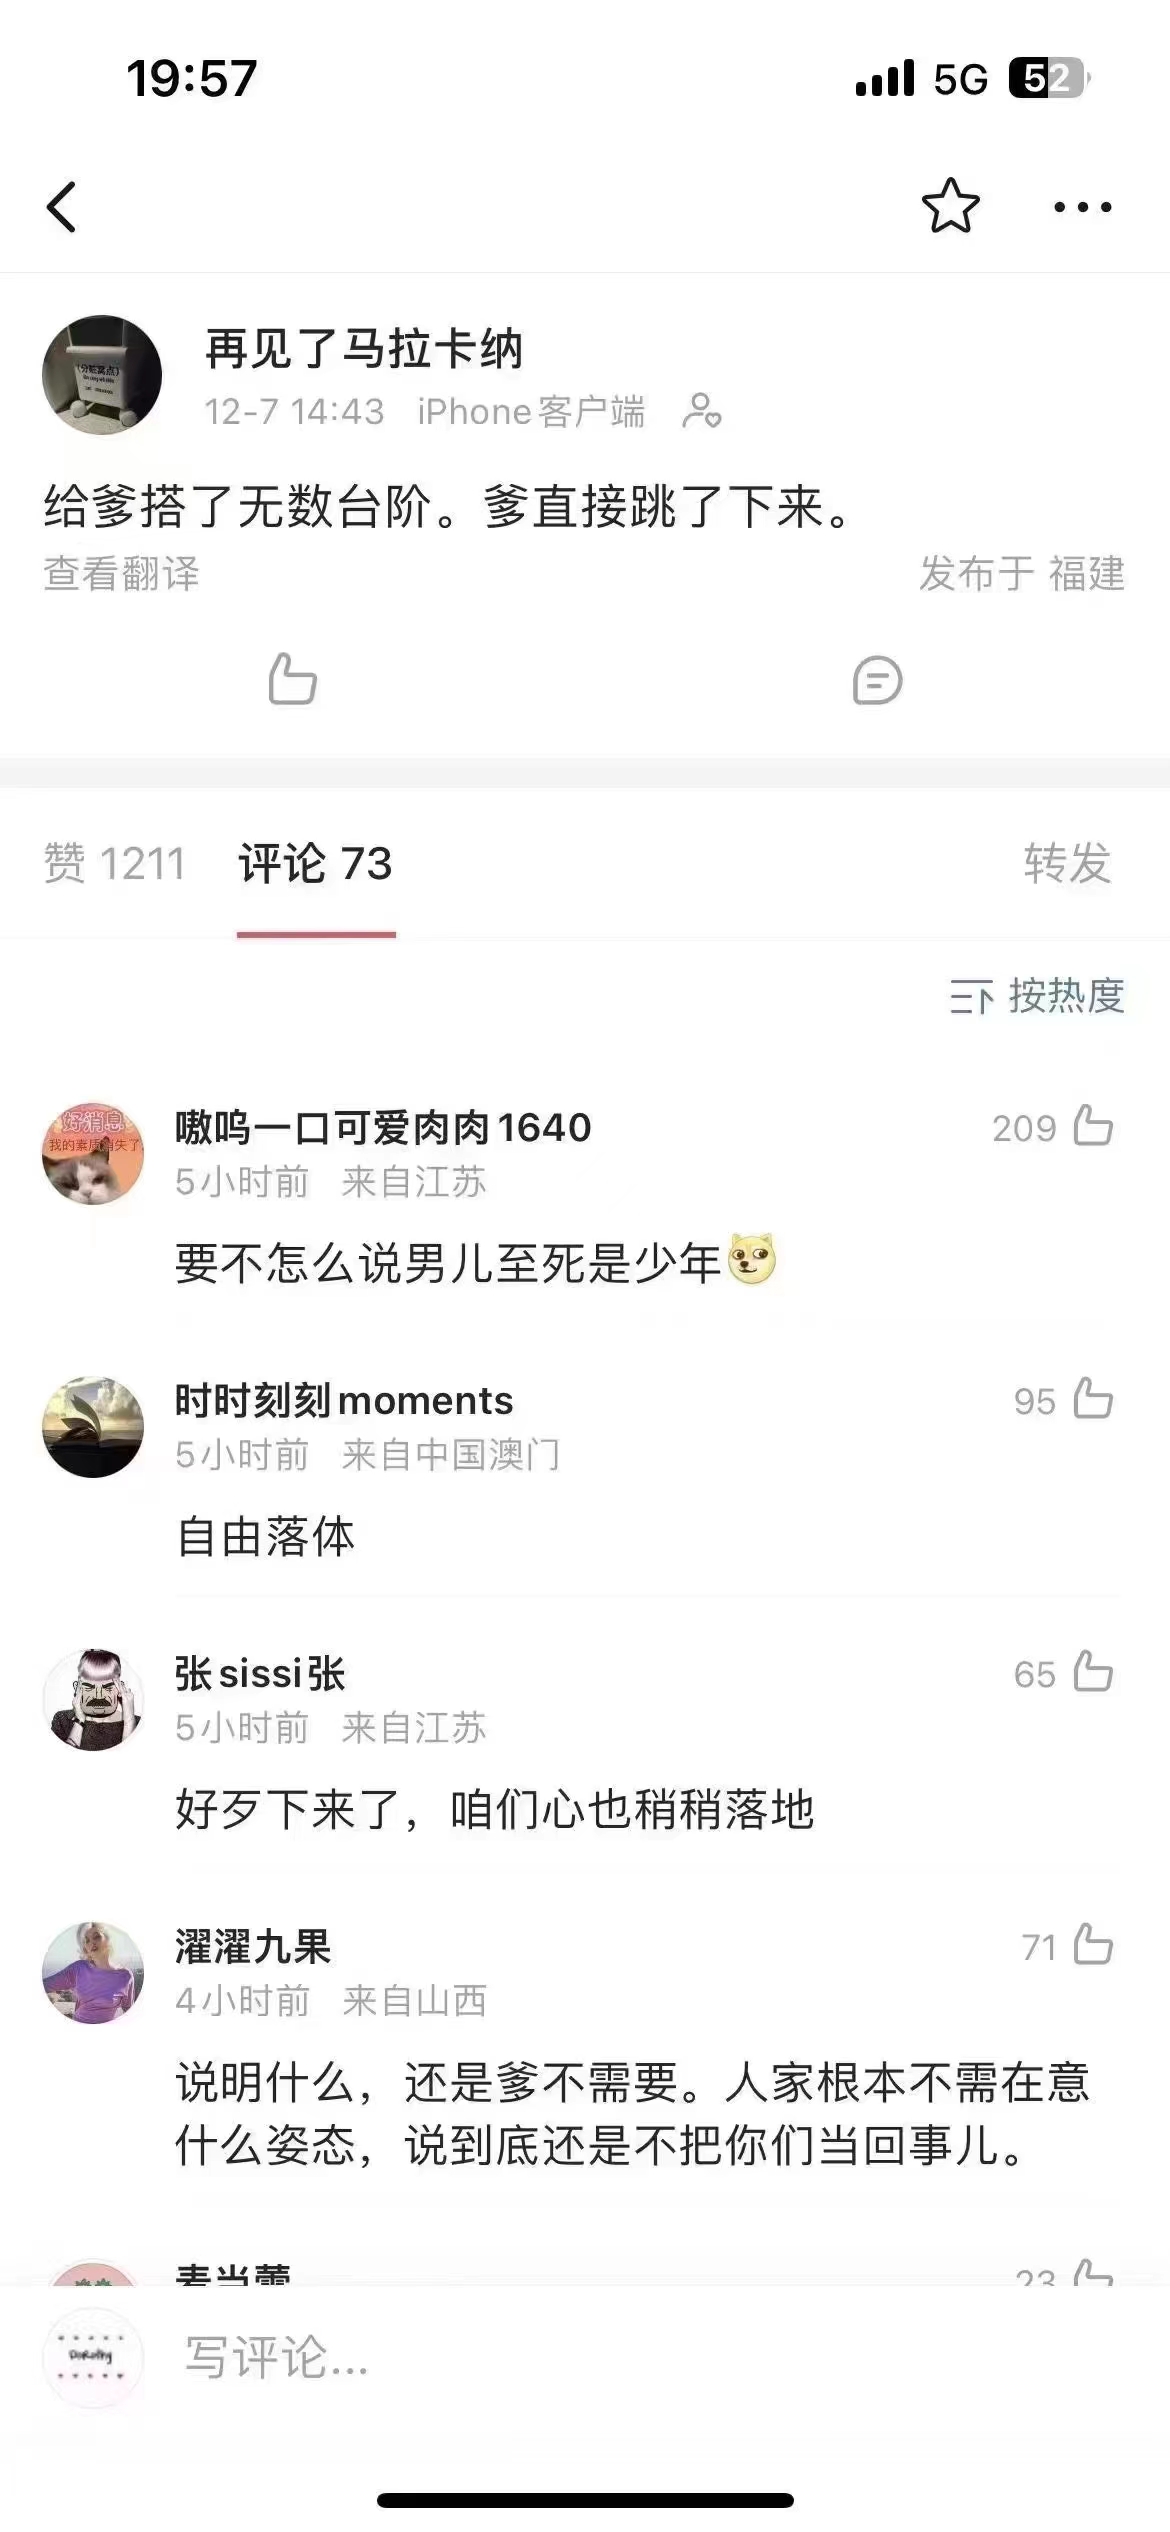 19:57
5G 52
再见了马拉卡纳
12-7 14:43 iPhone客户端
给爹搭了无数台阶。爹直接跳了下来。
查看翻译 发布于 福建
赞 1211 评论 73 转发
按热度
好消息
我的素质消失了
嗷呜一口可爱肉肉1640 209
5小时前 来自江苏
要不怎么说男儿至死是少年
时时刻刻moments 95
5小时前 来自中国澳门
自由落体
张sissi张 65
5小时前 来自江苏
好歹下来了，咱们心也稍稍落地
濯濯九果 71
4小时前 来自山西
说明什么，还是爹不需要。人家根本不需在意
什么姿态，说到底还是不把你们当回事儿。
23
写评论...